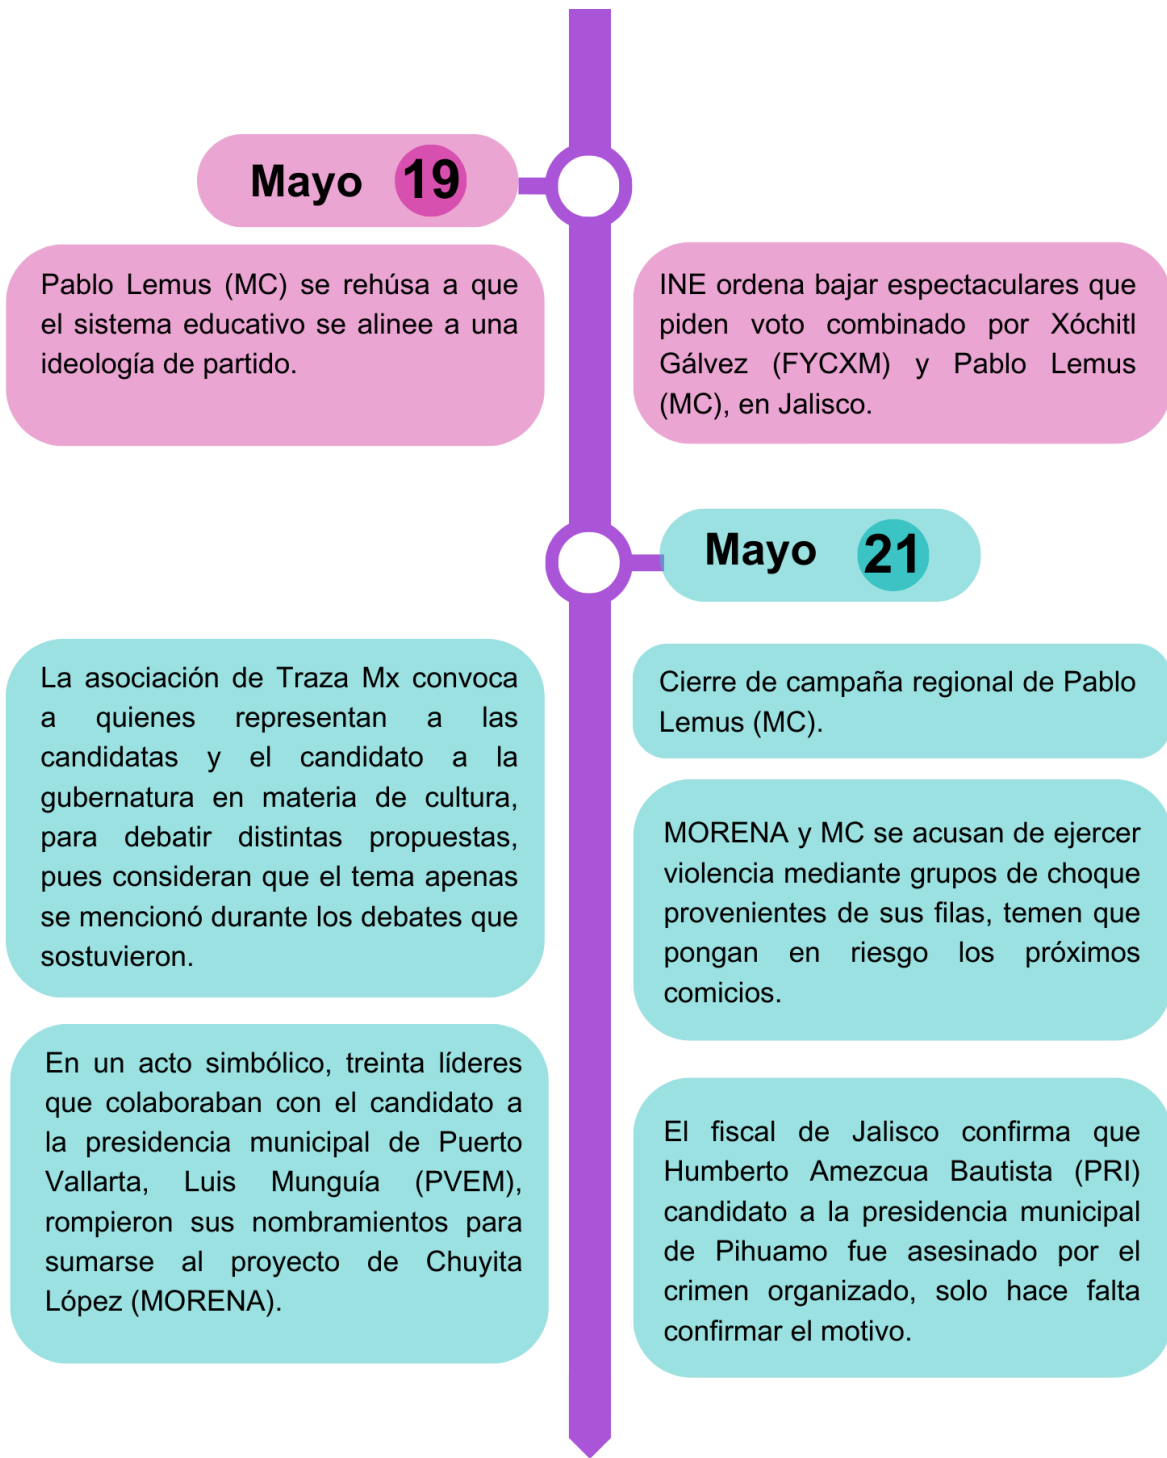 Mayo 19
Pablo Lemus (MC) se rehúsa a que
el sistema educativo se alinee a una
ideología de partido.
INE ordena bajar espectaculares que
piden voto combinado por Xóchitl
Gálvez (FYCXM) y Pablo Lemus
(MC), en Jalisco.
Mayo 21
La asociación de Traza Mx convoca
a quienes representan a las
candidatas y el candidato a la
gubernatura en materia de cultura,
para debatir distintas propuestas,
pues consideran que el tema apenas
se mencionó durante los debates que
sostuvieron.
En un acto simbólico, treinta líderes
que colaboraban con el candidato a
la presidencia municipal de Puerto
Vallarta, Luis Munguía (PVEM),
rompieron sus nombramientos para
sumarse al proyecto de Chuyita
López (MORENA).
Cierre de campaña regional de Pablo
Lemus (MC).
MORENA y MC se acusan de ejercer
violencia mediante grupos de choque
provenientes de sus filas, temen que
pongan en riesgo los próximos
comicios.
El fiscal de Jalisco confirma que
Humberto Amezcua Bautista (PRI)
candidato a la presidencia municipal
de Pihuamo fue asesinado por el
crimen organizado, solo hace falta
confirmar el motivo.